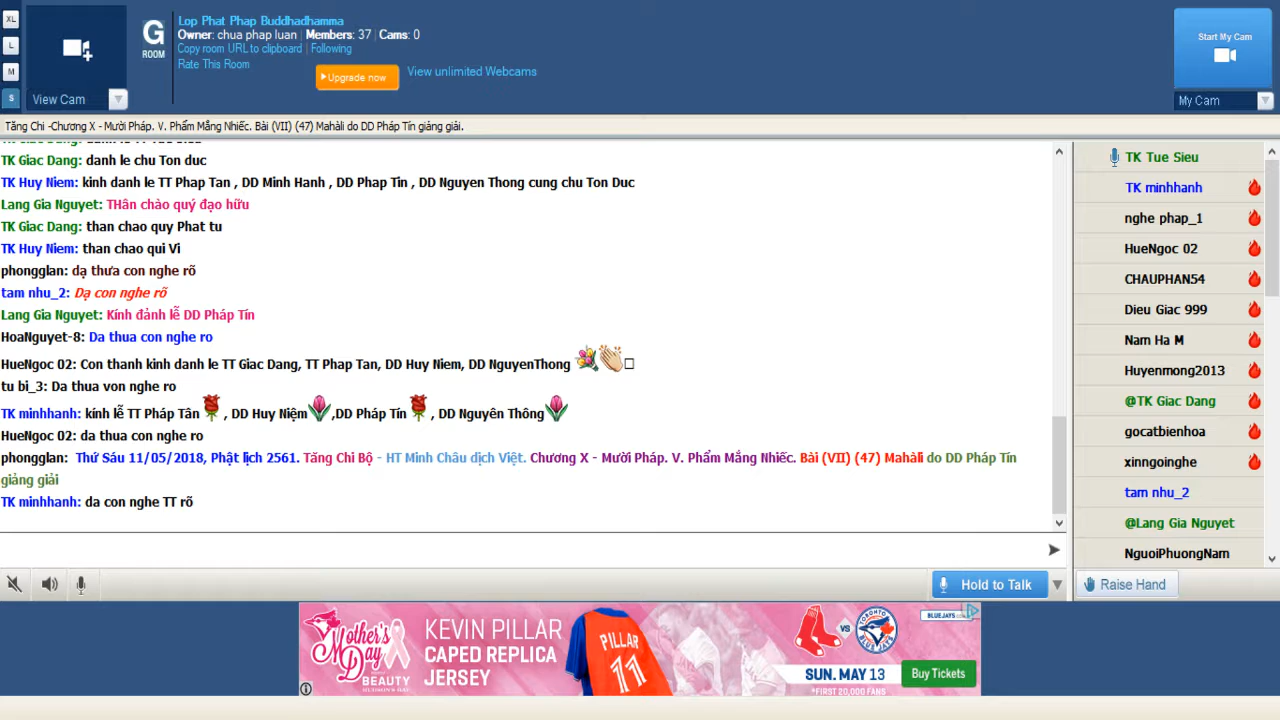 XL
L
M
S
View Cam
G
ROOM
Lop Phat Phap Buddhadhamma
Owner: chua phap luan | Members: 37 | Cams: 0
Copy room URL to clipboard | Following
Rate This Room
Upgrade now
View unlimited Webcams
Start My Cam
My Cam
Tăng Chi -Chương X - Mười Pháp. V. Phẩm Mắng Nhiếc. Bài (VII) (47) Mahàli do DD Pháp Tín giảng giải.
TK Giac Dang: danh le chu Ton duc
TK Huy Niem: kinh danh le TT Phap Tan , DD Minh Hanh , DD Phap Tin , DD Nguyen Thong cung chu Ton Duc
Lang Gia Nguyet: THân chào quý đạo hữu
TK Giac Dang: than chao quy Phat tu
TK Huy Niem: than chao qui Vi
phongglan: dạ thưa con nghe rõ
tam nhu_2: Dạ con nghe rõ
Lang Gia Nguyet: Kính đảnh lễ DD Pháp Tín
HoaNguyet-8: Da thua con nghe ro
HueNgoc 02: Con thanh kinh danh le TT Giac Dang, TT Phap Tan, DD Huy Niem, DD NguyenThong
tu bi_3: Da thua von nghe ro
TK minhhanh: kính lễ TT Pháp Tân , DD Huy Niệm ,DD Pháp Tín , DD Nguyên Thông
HueNgoc 02: da thua con nghe ro
phongglan: Thứ Sáu 11/05/2018, Phật lịch 2561. Tăng Chi Bộ - HT Minh Châu dịch Việt. Chương X - Mười Pháp. V. Phẩm Mắng Nhiếc. Bài (VII) (47) Mahàli do DD Pháp Tín
giảng giải
TK minhhanh: da con nghe TT rõ
Hold to Talk
TK Tue Sieu
TK minhhanh
nghe phap_1
HueNgoc 02
CHAUPHAN54
Dieu Giac 999
Nam Ha M
Huyenmong2013
@TK Giac Dang
gocatbienhoa
xinngoinghe
tam nhu_2
@Lang Gia Nguyet
NguoiPhuongNam
Raise Hand
Mother's
Day
BEAUTY
KEVIN PILLAR
CAPED REPLICA
JERSEY
PILLAR
11
VS
SUN. MAY 13
*FIRST 20,000 FANS
Buy Tickets